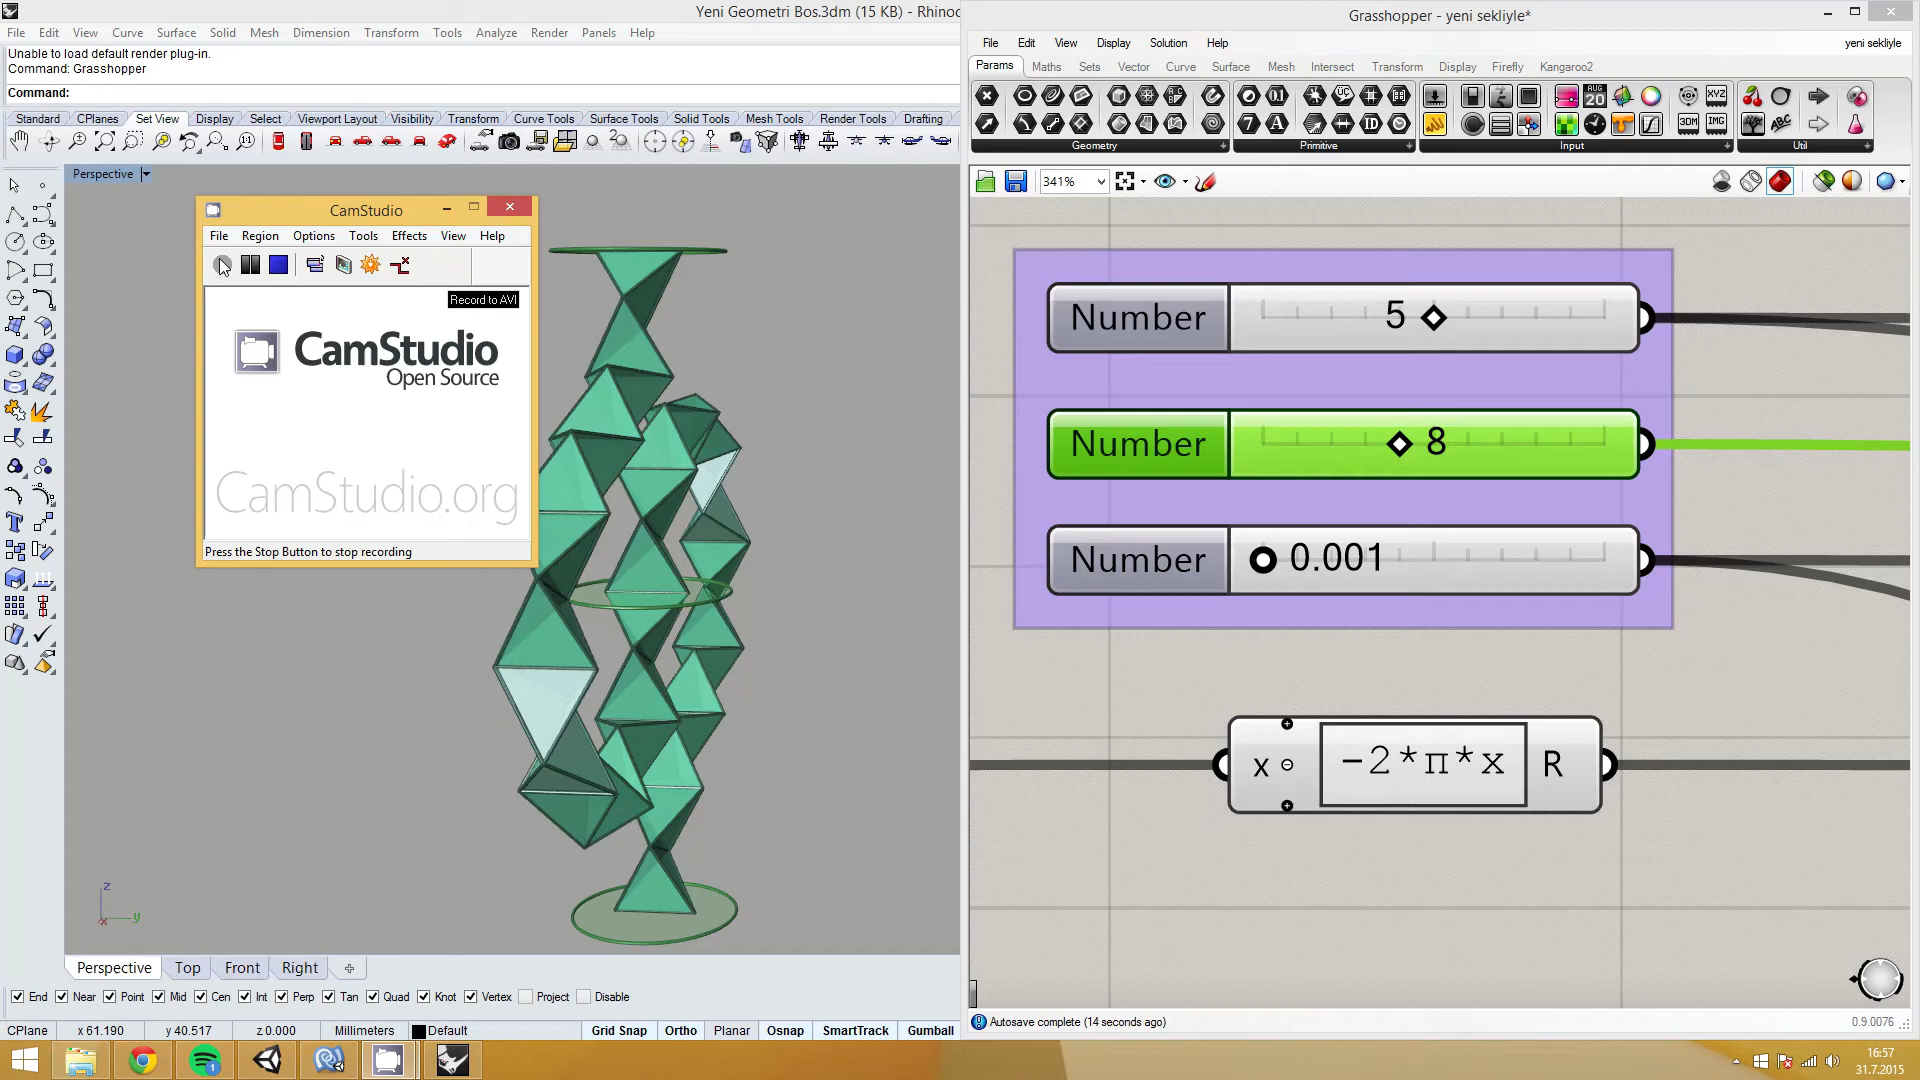 Yeni Geometri Bos.3dm (15 KB) - Rhinoc
File Edit View Curve Surface Solid Mesh Dimension Transform Tools Analyze Render Panels Help
Unable to load default render plug-in.
Command: Grasshopper
Command:
Standard CPlanes Set View Display Select Viewport Layout Visibility Transform Curve Tools Surface Tools Solid Tools Mesh Tools Render Tools Drafting
Perspective
CamStudio
File Region Options Tools Effects View Help
Record to AVI
CamStudio
Open Source
CamStudio.org
Press the Stop Button to stop recording
z
x
y
Perspective Top Front Right
End Near Point Mid Cen Int Perp Tan Quad Knot Vertex Project Disable
CPlane x 61.190 y 40.517 z 0.000 Millimeters Default Grid Snap Ortho Planar Osnap SmartTrack Gumball
Grasshopper - yeni sekliyle*
File Edit View Display Solution Help yeni sekliyle
Params Maths Sets Vector Curve Surface Mesh Intersect Transform Display Firefly Kangaroo2
Geometry Primitive Input Util
341%
Number 5
Number 8
Number 0.001
x -2*π*x R
Autosave complete (14 seconds ago) 0.9.0076
16:57
31.7.2015